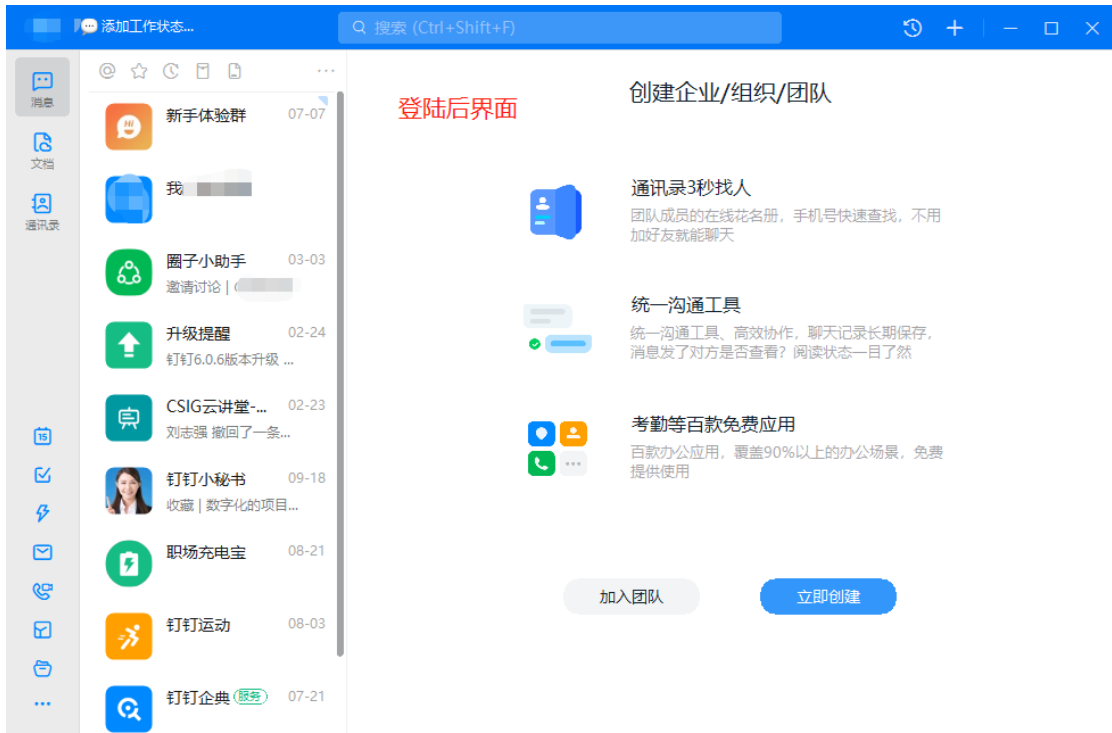 添加工作状态...
搜索 (Ctrl+Shift+F)
消息
文档
通讯录
15
新手体验群 07-07
我
圈子小助手 03-03
邀请讨论 |
升级提醒 02-24
钉钉6.0.6版本升级 ...
CSIG云讲堂-... 02-23
刘志强 撤回了一条...
钉钉小秘书 09-18
收藏 | 数字化的项目...
职场充电宝 08-21
钉钉运动 08-03
钉钉企典 服务 07-21
登陆后界面
创建企业/组织/团队
通讯录3秒找人
团队成员的在线花名册，手机号快速查找，不用
加好友就能聊天
统一沟通工具
统一沟通工具、高效协作，聊天记录长期保存，
消息发了对方是否查看？阅读状态一目了然
考勤等百款免费应用
百款办公应用，覆盖90%以上的办公场景，免费
提供使用
加入团队
立即创建